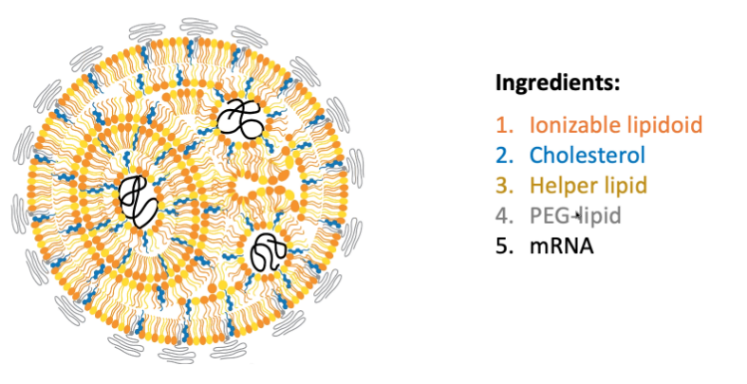 Ingredients:
1. Ionizable lipidoid
2. Cholesterol
3. Helper lipid
4. PEG-lipid
5. mRNA